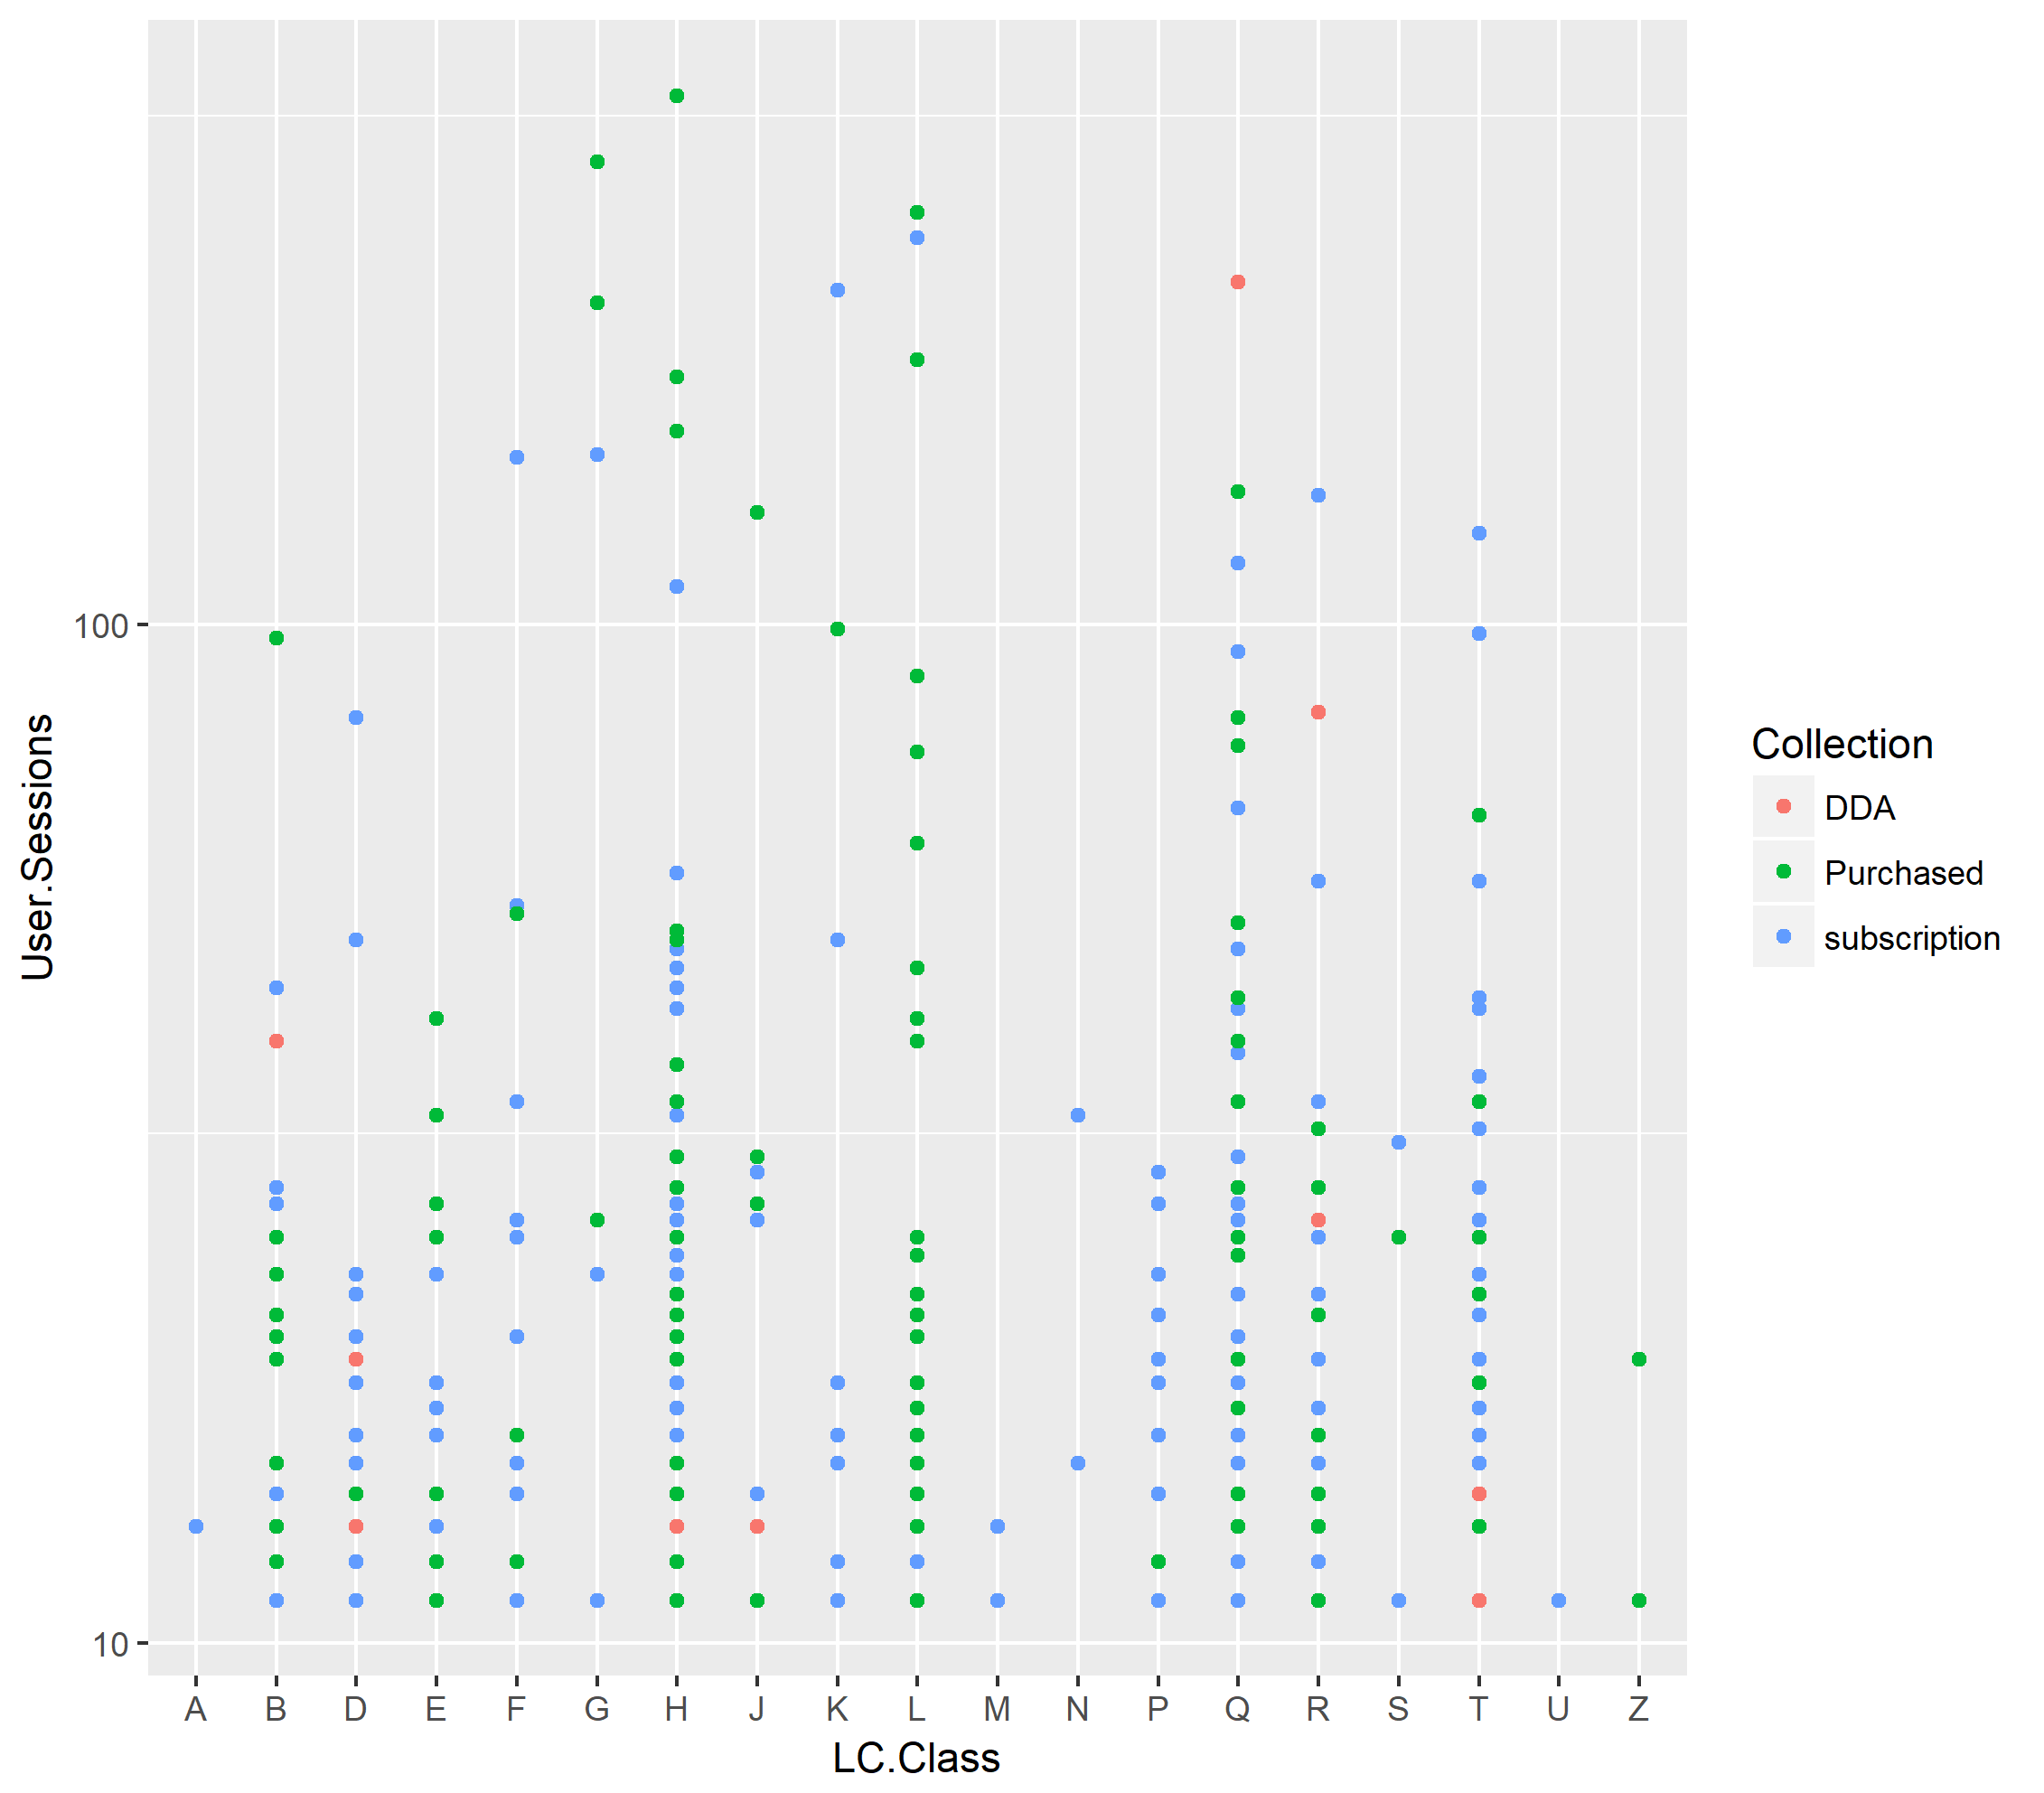 User.Sessions
100
10
A B D E F G H J K L M N P Q R S T U Z
LC.Class
Collection
DDA
Purchased
subscription